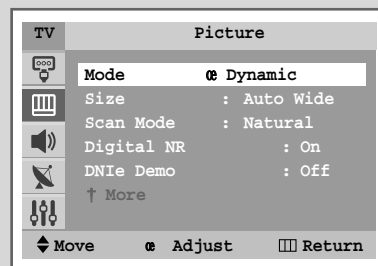 TV Picture
Mode œ Dynamic
Size : Auto Wide
Scan Mode : Natural
Digital NR : On
DNIe Demo : Off
† More
Move œ Adjust Return